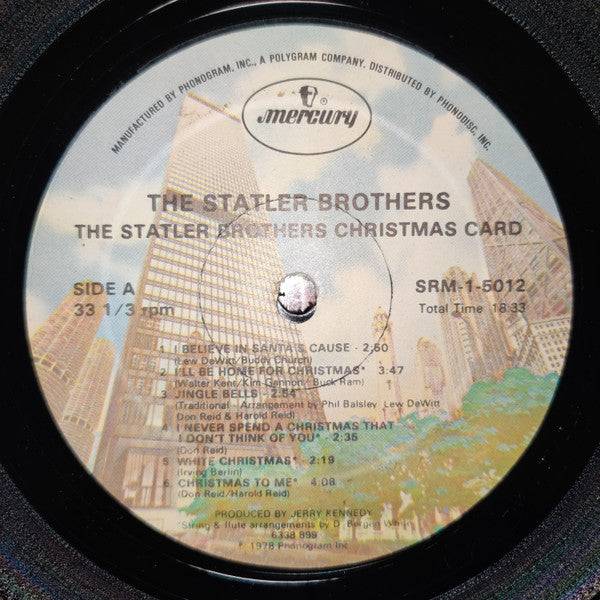 MANUFACTURED BY PHONOGRAM, INC., A POLYGRAM COMPANY. DISTRIBUTED BY PHONODISC, INC.
®
mercury
THE STATLER BROTHERS
THE STATLER BROTHERS CHRISTMAS CARD
SIDE A
33 1/3 rpm
SRM-1-5012
Total Time 18:33
1. I BELIEVE IN SANTA'S CAUSE - 2:50
(Lew DeWitt/Buddy Church)
2. I'LL BE HOME FOR CHRISTMAS* 3:47
(Walter Kent/Kim Gannon/ Buck Ram)
3. JINGLE BELLS - 2:54
(Traditional - Arrangement by Phil Balsley, Lew DeWitt
(Don Reid & Harold Reid)
4. I NEVER SPEND A CHRISTMAS THAT
I DON'T THINK OF YOU* - 2:35
(Don Reid)
5. WHITE CHRISTMAS* 2:19
(Irving Berlin)
6. CHRISTMAS TO ME* 4:08
(Don Reid/Harold Reid)
PRODUCED BY JERRY KENNEDY
*String & flute arrangements by D. Bergen White
6338 899
℗ 1978 Phonogram Inc